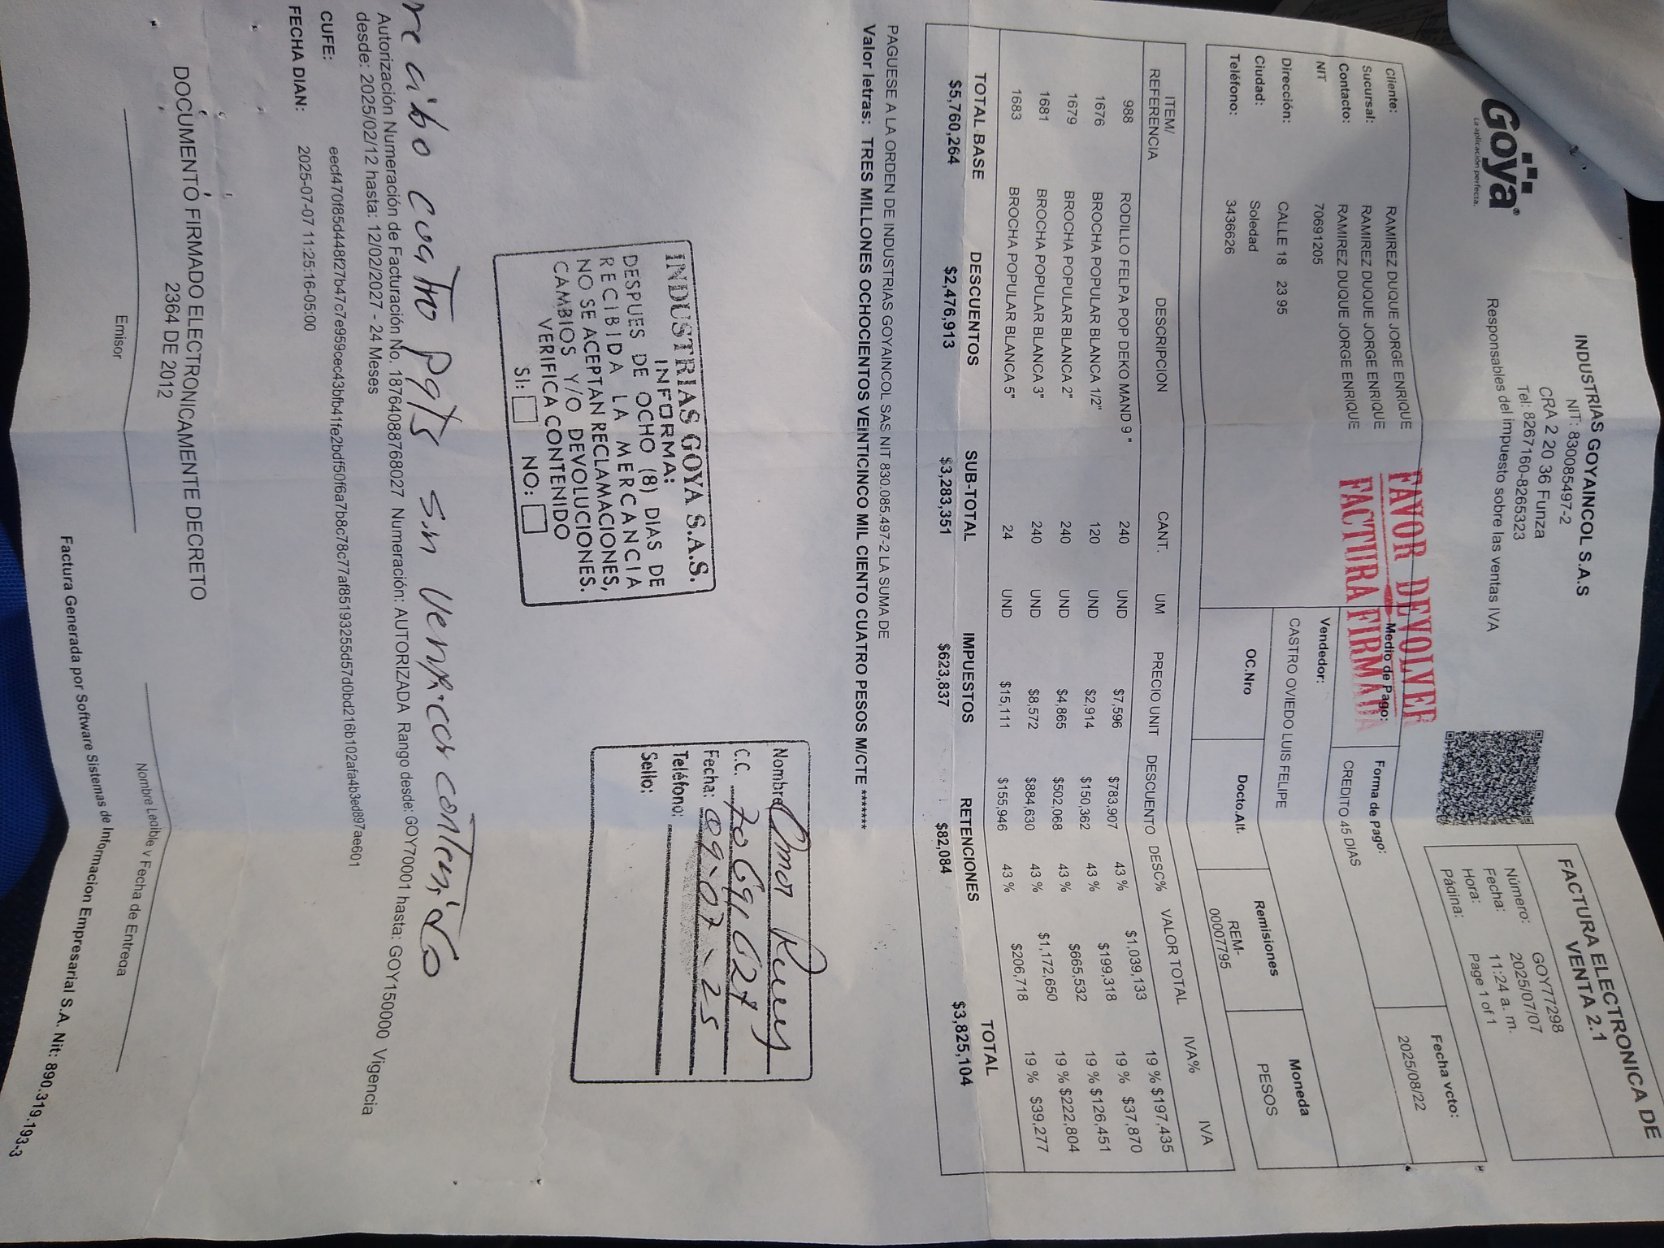 Goya®
La aplicación perfecta.
INDUSTRIAS GOYAINCOL S.A.S
NIT: 830085497-2
CRA 2 20 36 Funza
Tel: 8267160-8265323
Responsables del impuesto sobre las ventas IVA
FACTURA ELECTRONICA DE
VENTA 2.1
Número: GOY77298
Fecha: 2025/07/07
Hora: 11:24 a. m.
Página: Page 1 of 1
Cliente: RAMIREZ DUQUE JORGE ENRIQUE
Sucursal: RAMIREZ DUQUE JORGE ENRIQUE
Contacto: RAMIREZ DUQUE JORGE ENRIQUE
NIT 70691205
Dirección: CALLE 18 23 95
Ciudad: Soledad
Teléfono: 3436626
FAVOR DEVOLVER
FACTURA FIRMADA
Medio de Pago: Forma de Pago: Fecha vcto:
CREDITO 45 DIAS 2025/08/22
Vendedor:
CASTRO OVIEDO LUIS FELIPE
OC.Nro Docto Alt. Remisiones Moneda
REM-00007795 PESOS
ITEM/ REFERENCIA DESCRIPCION CANT. UM PRECIO UNIT DESCUENTO DESC% VALOR TOTAL IVA% IVA
988 RODILLO FELPA POP DEKO MAND 9 " 240 UND $7,596 $783,907 43 % $1,039,133 19 % $197,435
1676 BROCHA POPULAR BLANCA 1/2" 120 UND $2,914 $150,362 43 % $199,318 19 % $37,870
1679 BROCHA POPULAR BLANCA 2" 240 UND $4,865 $502,068 43 % $665,532 19 % $126,451
1681 BROCHA POPULAR BLANCA 3" 240 UND $8,572 $884,630 43 % $1,172,650 19 % $222,804
1683 BROCHA POPULAR BLANCA 5" 24 UND $15,111 $155,946 43 % $206,718 19 % $39,277
TOTAL BASE DESCUENTOS SUB-TOTAL IMPUESTOS RETENCIONES TOTAL
$5,760,264 $2,476,913 $3,283,351 $623,837 $82,084 $3,825,104
PAGUESE A LA ORDEN DE INDUSTRIAS GOYAINCOL SAS NIT 830.085.497-2 LA SUMA DE
Valor letras: TRES MILLONES OCHOCIENTOS VEINTICINCO MIL CIENTO CUATRO PESOS M/CTE *******
INDUSTRIAS GOYA S.A.S.
INFORMA:
DESPUES DE OCHO (8) DIAS DE
RECIBIDA LA MERCANCIA
NO SE ACEPTAN RECLAMACIONES,
CAMBIOS Y/O DEVOLUCIONES.
VERIFICA CONTENIDO
SI: NO:
Nombre
C.C. 70691627
Fecha: 09-07-25
Teléfono:
Sello:
recibo cuatro pqts sin verificar contenido
Autorización Numeración de Facturación No. 18764088768027 Numeración: AUTORIZADA Rango desde: GOY70001 hasta: GOY150000 Vigencia
desde: 2025/02/12 hasta: 12/02/2027 - 24 Meses
CUFE: eecf470f85d448f27b47c7e959cec43bfb41fe2bdf50f6a7b8c78c77af85193255d57d0bd216b102afa4b3ed897ae601
FECHA DIAN: 2025-07-07 11:25:16-05:00
DOCUMENTO FIRMADO ELECTRONICAMENTE DECRETO
2364 DE 2012
Emisor
Nombre Legible y Fecha de Entrega
Factura Generada por Software Sistemas de Informacion Empresarial S.A. Nit: 890.319.193-3